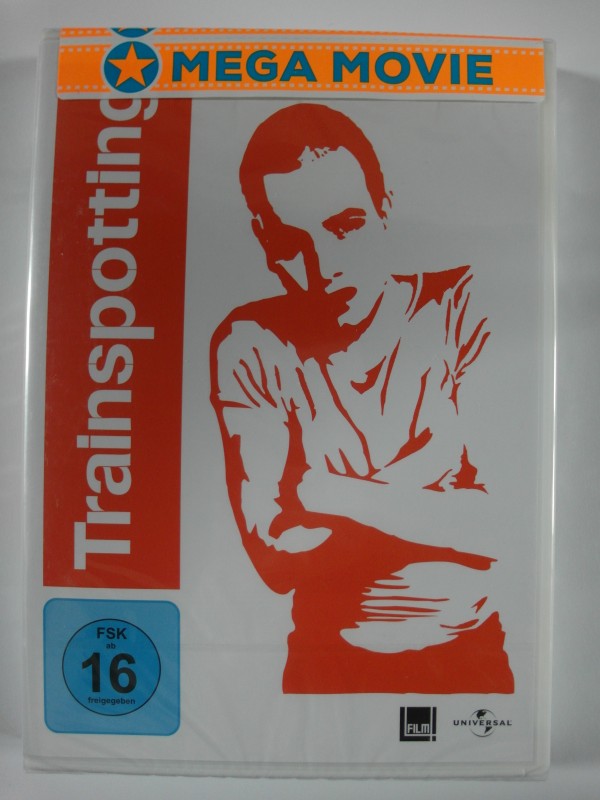 MEGA MOVIE
Trainspotting
FSK
ab
16
freigegeben
FILM!
UNIVERSAL